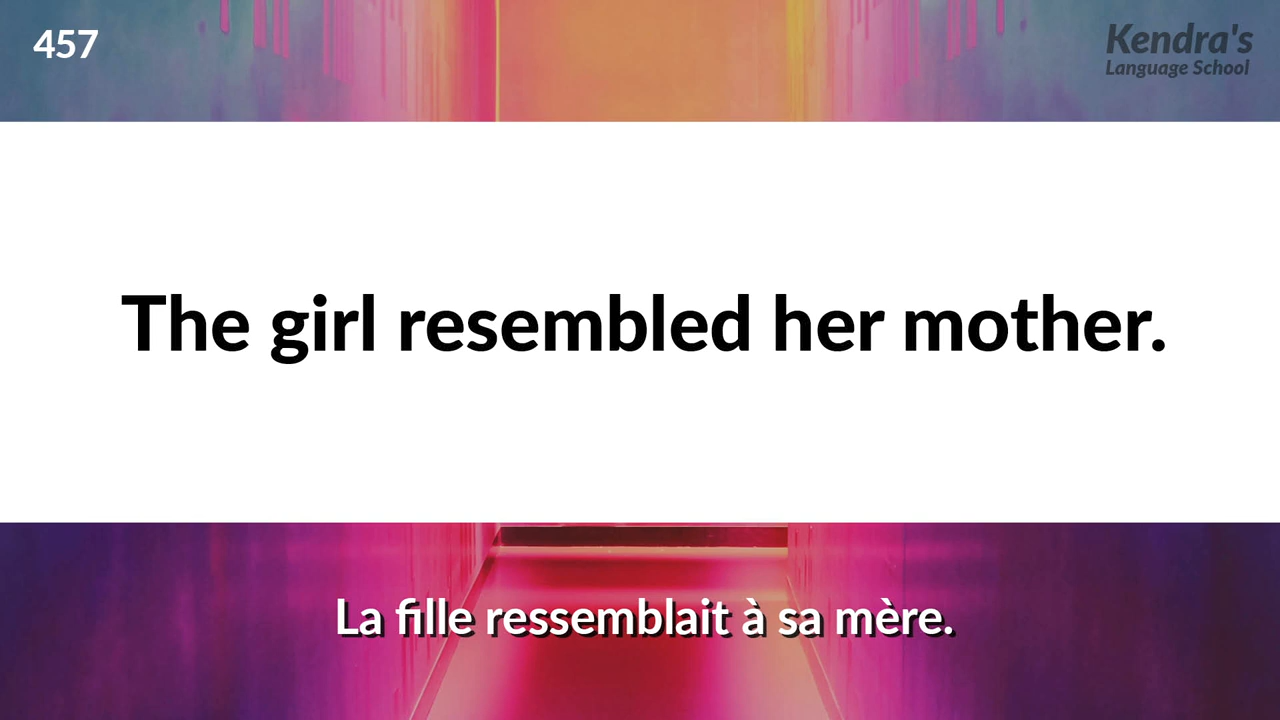 457
Kendra's
Language School
The girl resembled her mother.
La fille ressemblait à sa mère.